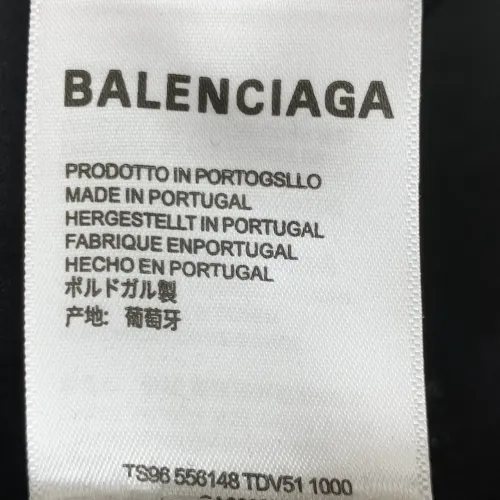 BALENCIAGA
PRODOTTO IN PORTOGSLLO
MADE IN PORTUGAL
HERGESTELLT IN PORTUGAL
FABRIQUE ENPORTUGAL
HECHO EN PORTUGAL
ポルドガル製
产地: 葡萄牙
TS96 556148 TDV51 1000